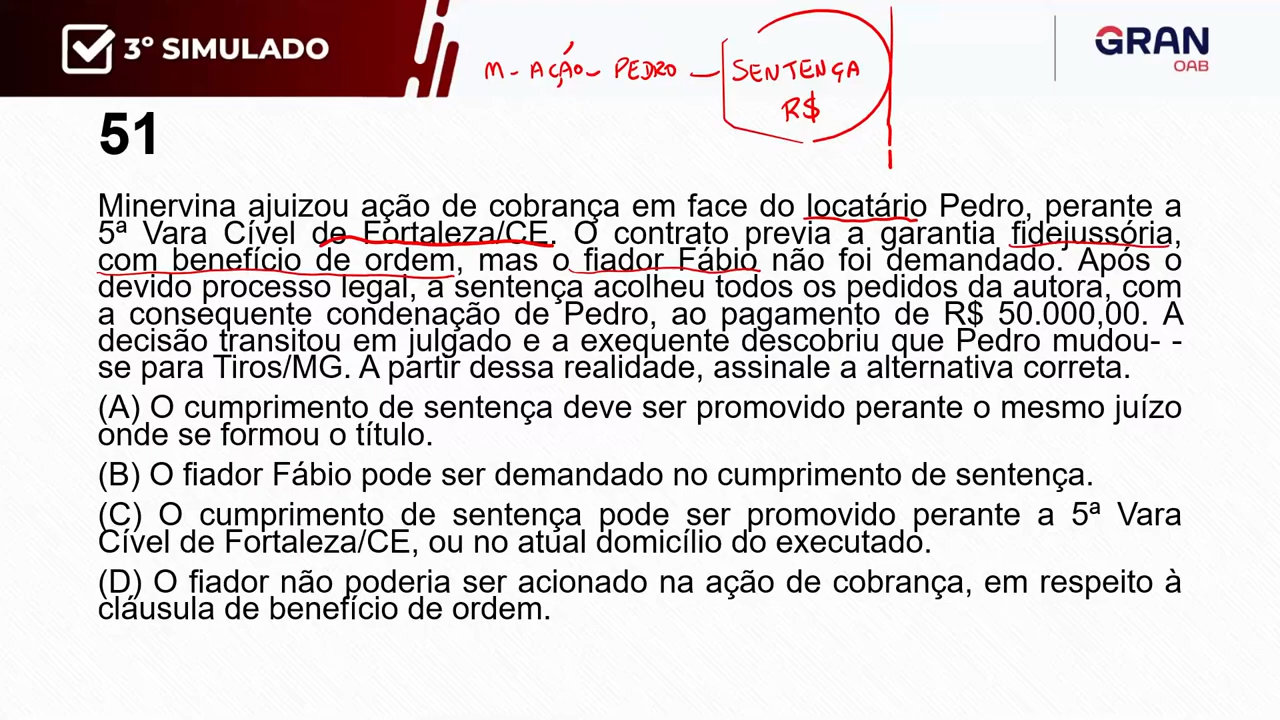 3º SIMULADO
M - AÇÃO - PEDRO - SENTENÇA
R$
GRAN
OAB
51
Minervina ajuizou ação de cobrança em face do locatário Pedro, perante a
5ª Vara Cível de Fortaleza/CE. O contrato previa a garantia fidejussória,
com benefício de ordem, mas o fiador Fábio não foi demandado. Após o
devido processo legal, a sentença acolheu todos os pedidos da autora, com
a consequente condenação de Pedro, ao pagamento de R$ 50.000,00. A
decisão transitou em julgado e a exequente descobriu que Pedro mudou- -
se para Tiros/MG. A partir dessa realidade, assinale a alternativa correta.
(A) O cumprimento de sentença deve ser promovido perante o mesmo juízo
onde se formou o título.
(B) O fiador Fábio pode ser demandado no cumprimento de sentença.
(C) O cumprimento de sentença pode ser promovido perante a 5ª Vara
Cível de Fortaleza/CE, ou no atual domicílio do executado.
(D) O fiador não poderia ser acionado na ação de cobrança, em respeito à
cláusula de benefício de ordem.